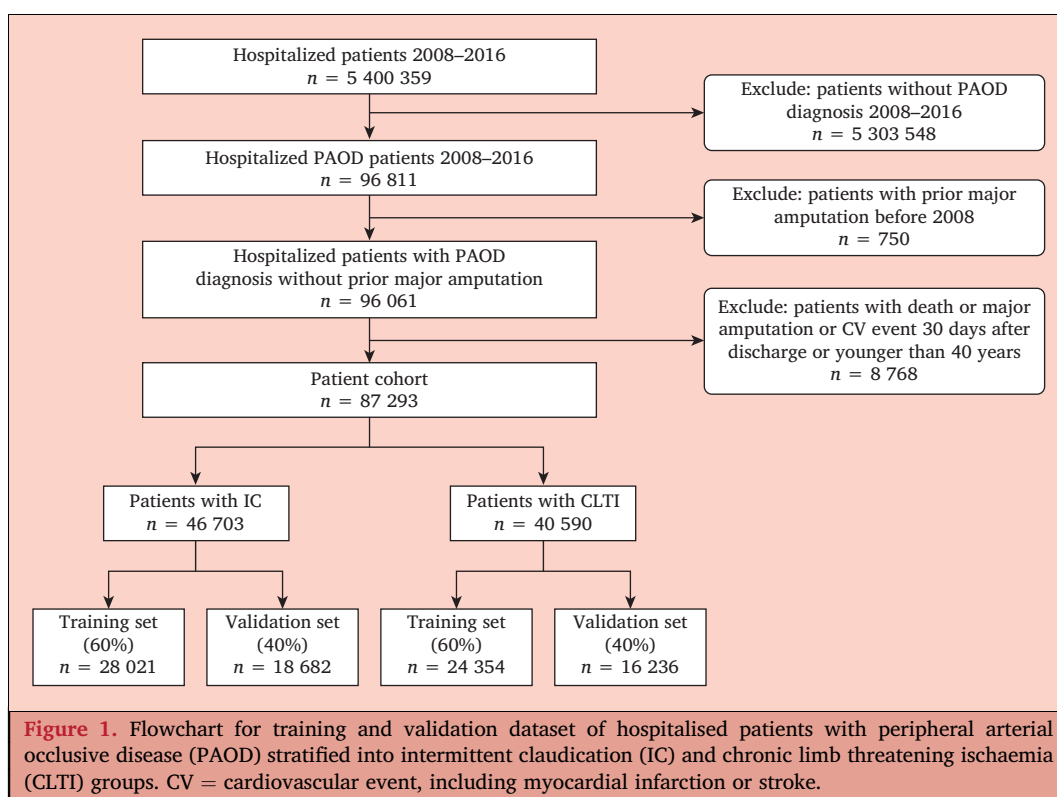 Hospitalized patients 2008–2016
n = 5 400 359
Exclude: patients without PAOD
diagnosis 2008–2016
n = 5 303 548
Hospitalized PAOD patients 2008–2016
n = 96 811
Exclude: patients with prior major
amputation before 2008
n = 750
Hospitalized patients with PAOD
diagnosis without prior major amputation
n = 96 061
Exclude: patients with death or major
amputation or CV event 30 days after
discharge or younger than 40 years
n = 8 768
Patient cohort
n = 87 293
Patients with IC
n = 46 703
Patients with CLTI
n = 40 590
Training set
(60%)
n = 28 021
Validation set
(40%)
n = 18 682
Training set
(60%)
n = 24 354
Validation set
(40%)
n = 16 236
Figure 1. Flowchart for training and validation dataset of hospitalised patients with peripheral arterial
occlusive disease (PAOD) stratified into intermittent claudication (IC) and chronic limb threatening ischaemia
(CLTI) groups. CV = cardiovascular event, including myocardial infarction or stroke.